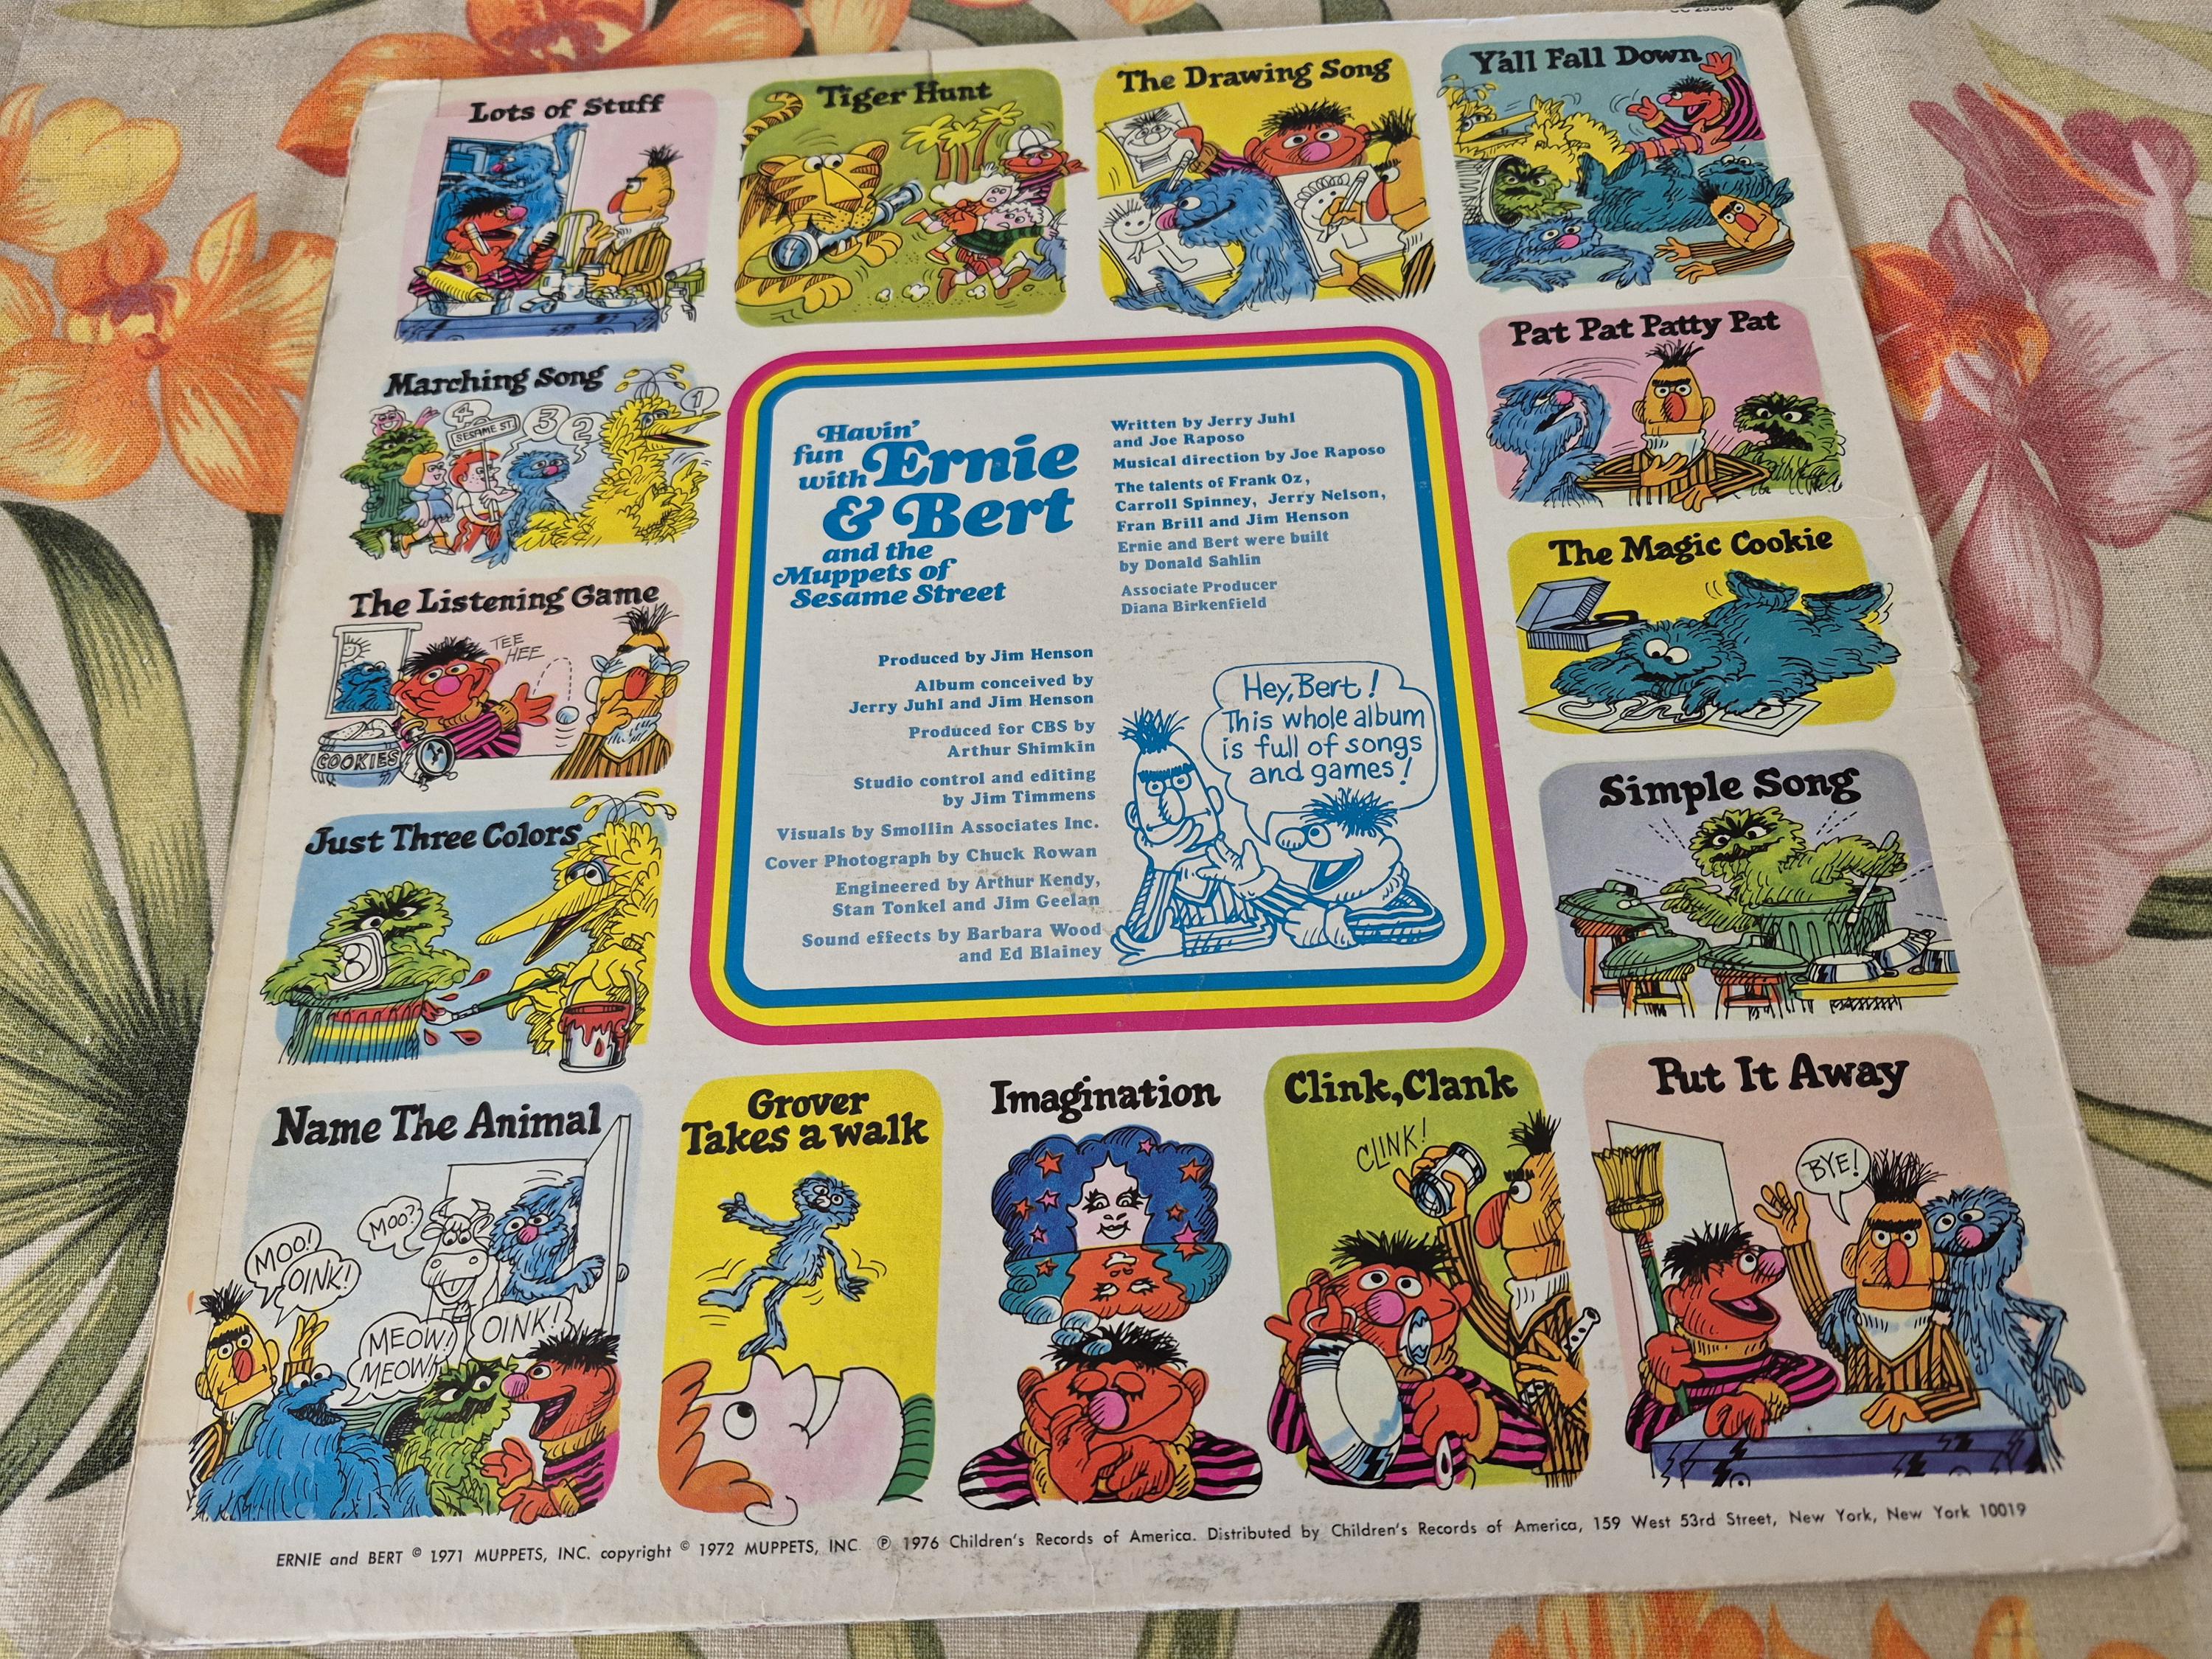 Lots of Stuff
Tiger Hunt
The Drawing Song
Y'all Fall Down
Marching Song
4
SESAME ST.
3
2
1
The Listening Game
TEE
HEE
COOKIES
Just Three Colors
Name The Animal
MOO!
OINK!
MOO?
MEOW!
MEOW!
OINK!
Havin'
fun
with Ernie
& Bert
and the
Muppets of
Sesame Street
Produced by Jim Henson
Album conceived by
Jerry Juhl and Jim Henson
Produced for CBS by
Arthur Shimkin
Studio control and editing
by Jim Timmens
Visuals by Smollin Associates Inc.
Cover Photograph by Chuck Rowan
Engineered by Arthur Kendy,
Stan Tonkel and Jim Geelan
Sound effects by Barbara Wood
and Ed Blainey
Written by Jerry Juhl
and Joe Raposo
Musical direction by Joe Raposo
The talents of Frank Oz,
Carroll Spinney, Jerry Nelson,
Fran Brill and Jim Henson
Ernie and Bert were built
by Donald Sahlin
Associate Producer
Diana Birkenfield
Hey, Bert!
This whole album
is full of songs
and games!
Pat Pat Patty Pat
The Magic Cookie
Simple Song
Grover
Takes a walk
Imagination
Clink, Clank
CLINK!
Put It Away
BYE!
ERNIE and BERT © 1971 MUPPETS, INC. copyright © 1972 MUPPETS, INC. ℗ 1976 Children's Records of America. Distributed by Children's Records of America, 159 West 53rd Street, New York, New York 10019